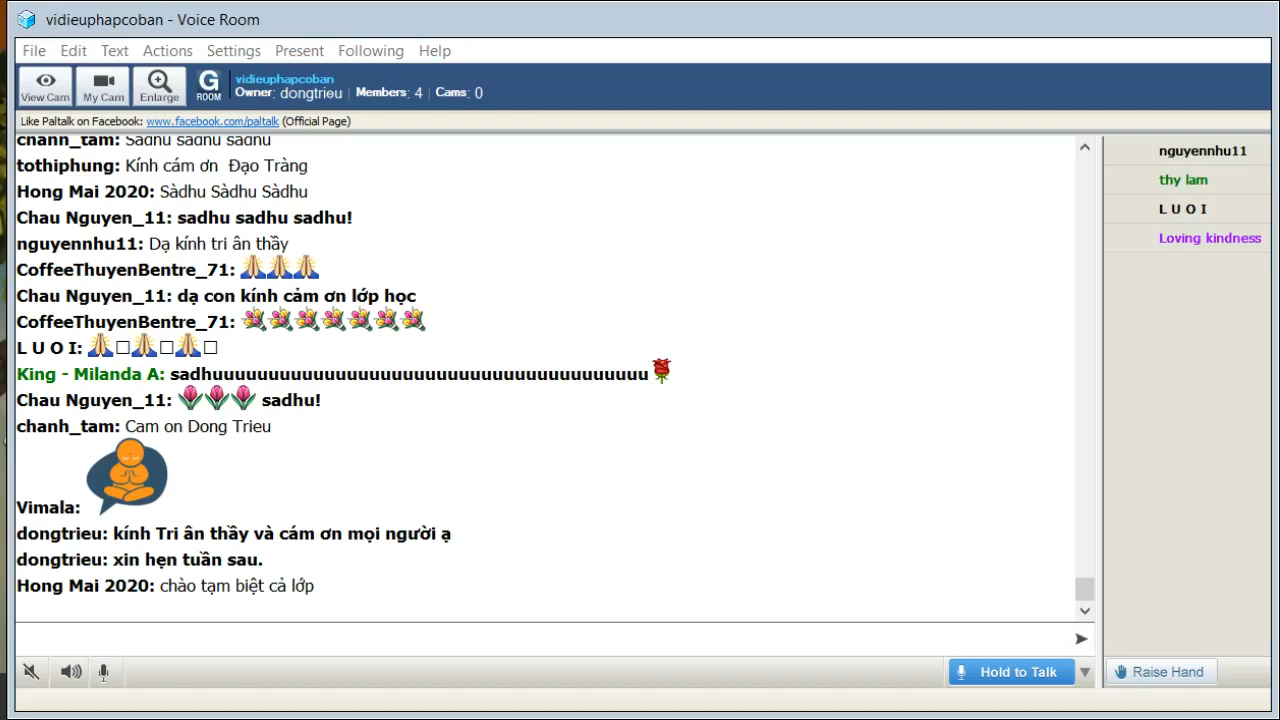 vidieuphapcoban - Voice Room
File Edit Text Actions Settings Present Following Help
View Cam
My Cam
Enlarge
G
ROOM
vidieuphapcoban
Owner: dongtrieu | Members: 4 | Cams: 0
Like Paltalk on Facebook: www.facebook.com/paltalk (Official Page)
chanh_tam: Sadhu sadhu sadhu
tothiphung: Kính cám ơn Đạo Tràng
Hong Mai 2020: Sàdhu Sàdhu Sàdhu
Chau Nguyen_11: sadhu sadhu sadhu!
nguyennhu11: Dạ kính tri ân thầy
CoffeeThuyenBentre_71: 🙏🙏🙏
Chau Nguyen_11: dạ con kính cảm ơn lớp học
CoffeeThuyenBentre_71: 💐💐💐💐💐💐💐
L U O I: 🙏□🙏□🙏□
King - Milanda A: sadhuuuuuuuuuuuuuuuuuuuuuuuuuuuuuuuuuuuuuu🌹
Chau Nguyen_11: 🌷🌷🌷 sadhu!
chanh_tam: Cam on Dong Trieu
Vimala:
dongtrieu: kính Tri ân thầy và cám ơn mọi người ạ
dongtrieu: xin hẹn tuần sau.
Hong Mai 2020: chào tạm biệt cả lớp
nguyennhu11
thy lam
L U O I
Loving kindness
Hold to Talk
Raise Hand